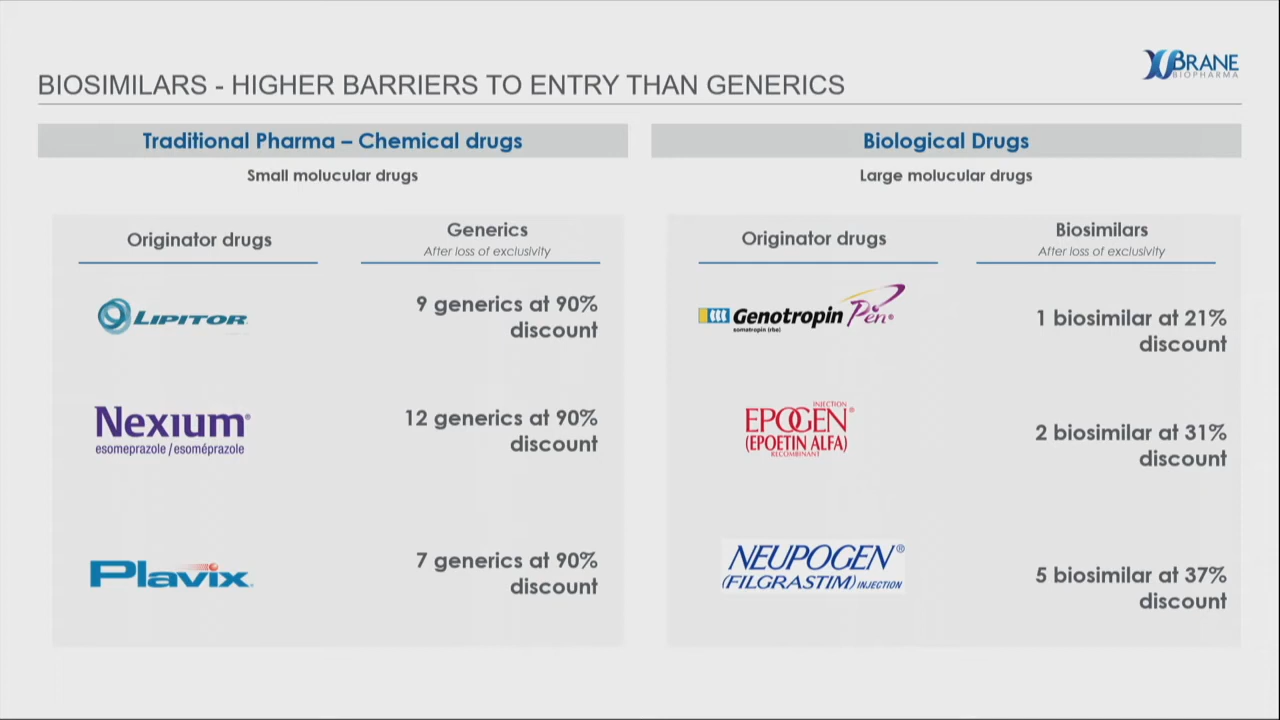 XBRANE
BIOPHARMA
BIOSIMILARS - HIGHER BARRIERS TO ENTRY THAN GENERICS
Traditional Pharma – Chemical drugs
Small molucular drugs
Originator drugs
Generics
After loss of exclusivity
LIPITOR
9 generics at 90%
discount
Nexium®
esomeprazole / esoméprazole
12 generics at 90%
discount
Plavix®
7 generics at 90%
discount
Biological Drugs
Large molucular drugs
Originator drugs
Biosimilars
After loss of exclusivity
Genotropin Pen®
somatropin (rbe)
1 biosimilar at 21%
discount
INJECTION
EPOGEN®
(EPOETIN ALFA)
RECOMBINANT
2 biosimilar at 31%
discount
NEUPOGEN®
(FILGRASTIM) INJECTION
5 biosimilar at 37%
discount